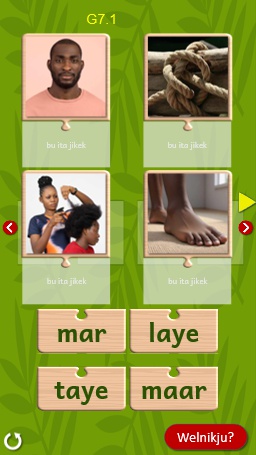 G7.1
bu ita jikek
bu ita jikek
bu ita jikek
bu ita jikek
mar
laye
taye
maar
Welnikju?